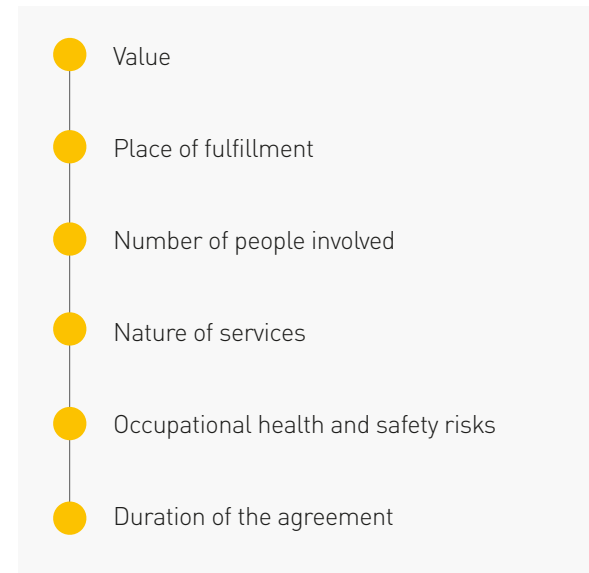 Value
Place of fulfillment
Number of people involved
Nature of services
Occupational health and safety risks
Duration of the agreement